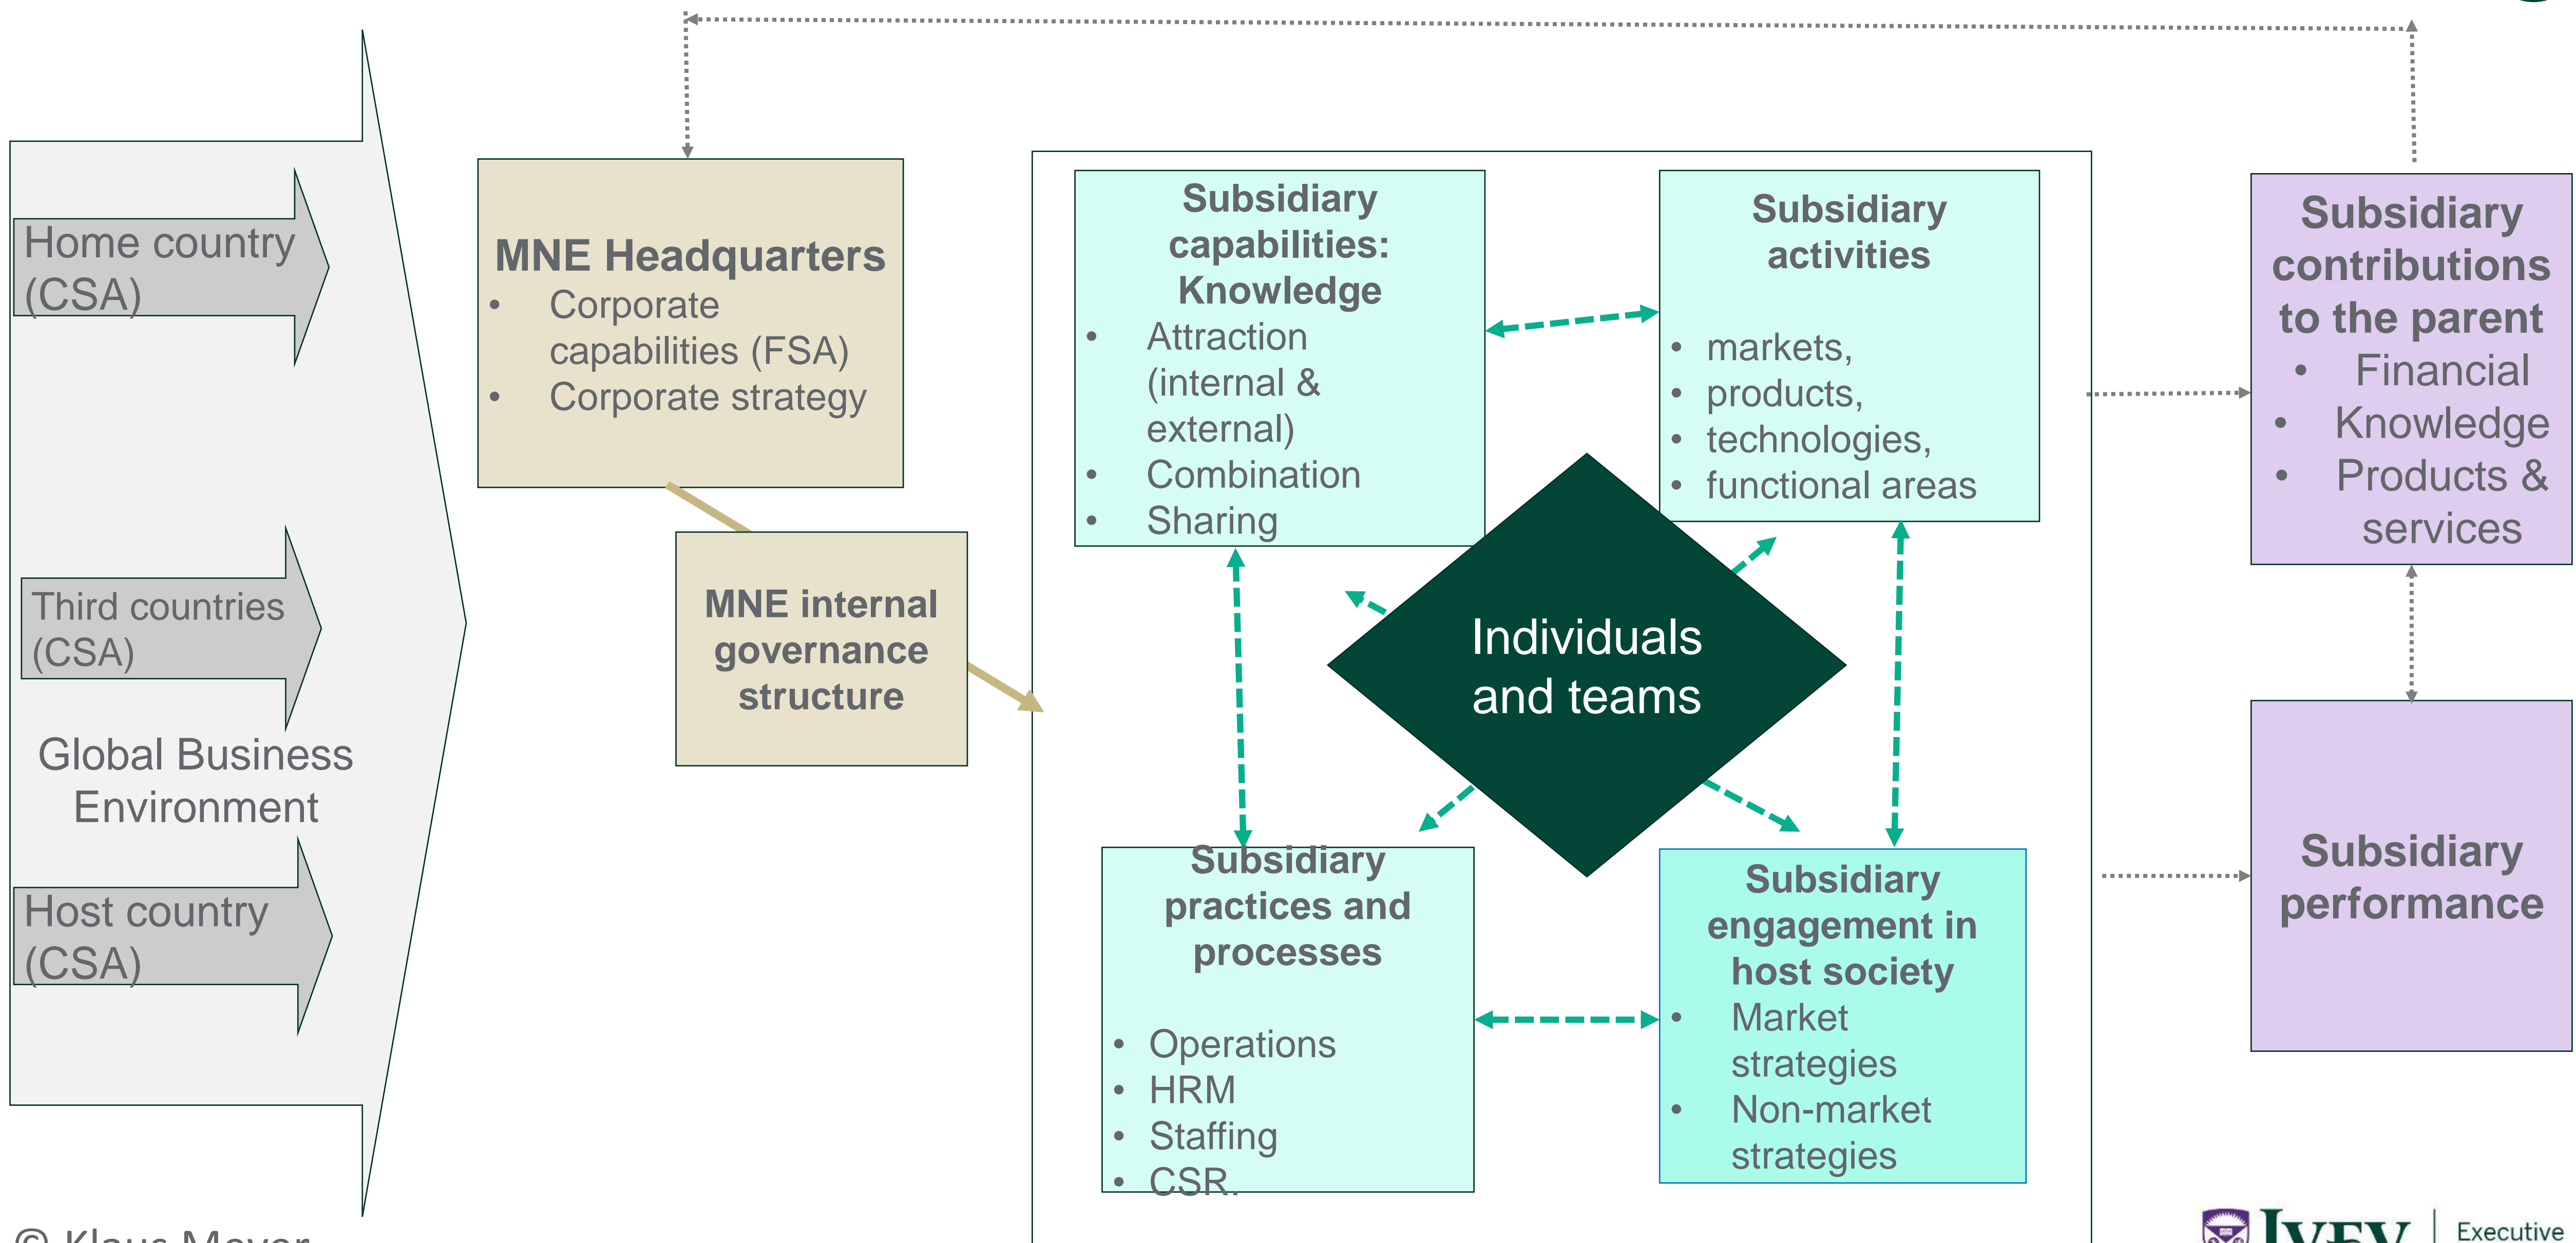 Home country
(CSA)
Third countries
(CSA)
Global Business
Environment
Host country
(CSA)
MNE Headquarters
• Corporate
capabilities (FSA)
• Corporate strategy
MNE internal
governance
structure
Subsidiary
capabilities:
Knowledge
• Attraction
(internal &
external)
• Combination
• Sharing
Subsidiary
activities
• markets,
• products,
• technologies,
• functional areas
Individuals
and teams
Subsidiary
practices and
processes
• Operations
• HRM
• Staffing
• CSR.
Subsidiary
engagement in
host society
• Market
strategies
• Non-market
strategies
Subsidiary
contributions
to the parent
• Financial
• Knowledge
• Products &
services
Subsidiary
performance
© Klaus Meyer
IVEY
Executive